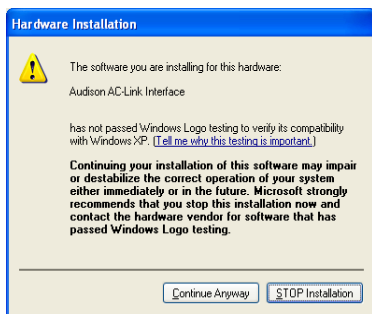 Hardware Installation
The software you are installing for this hardware:
Audison AC-Link Interface
has not passed Windows Logo testing to verify its compatibility
with Windows XP. (Tell me why this testing is important.)
Continuing your installation of this software may impair
or destabilize the correct operation of your system
either immediately or in the future. Microsoft strongly
recommends that you stop this installation now and
contact the hardware vendor for software that has
passed Windows Logo testing.
Continue Anyway STOP Installation